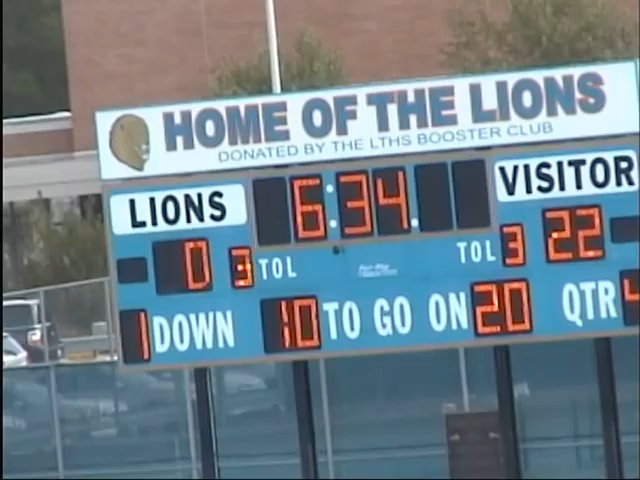 HOME OF THE LIONS
DONATED BY THE LTHS BOOSTER CLUB
LIONS 6:34 VISITOR
0 3 TOL TOL 3 22
1 DOWN 10 TO GO ON 20 QTR 4